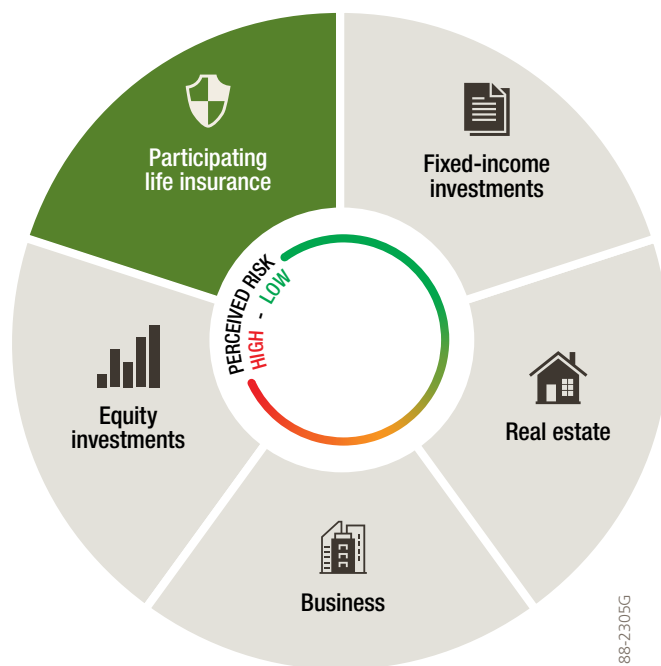 Participating
life insurance
Fixed-income
investments
PERCEIVED RISK
HIGH - LOW
Equity
investments
Real estate
Business
88-2305G